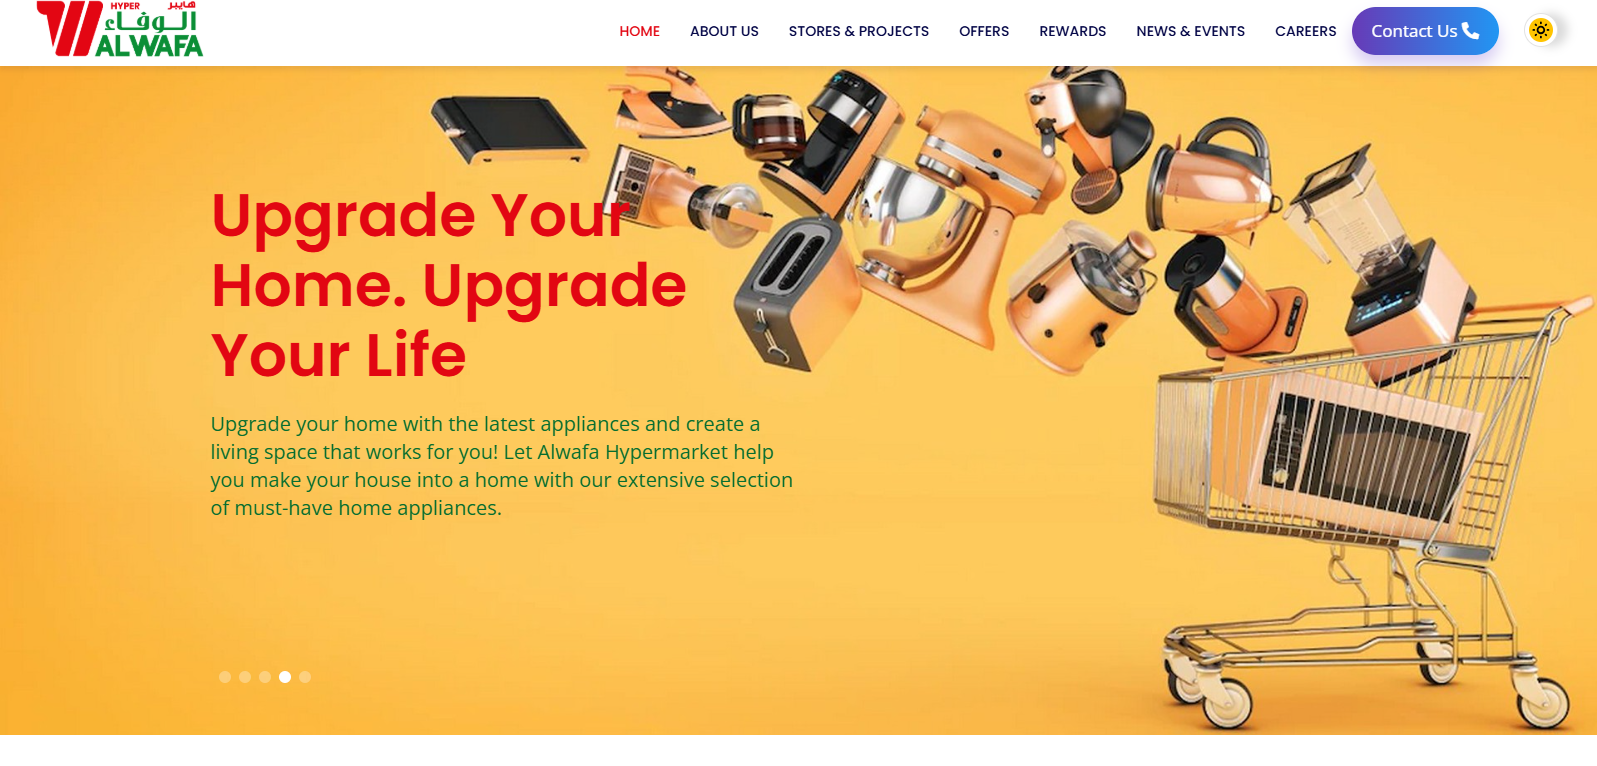 HYPER هايبر
الوفاء
ALWAFA
HOME ABOUT US STORES & PROJECTS OFFERS REWARDS NEWS & EVENTS CAREERS Contact Us
Upgrade Your
Home. Upgrade
Your Life
Upgrade your home with the latest appliances and create a
living space that works for you! Let Alwafa Hypermarket help
you make your house into a home with our extensive selection
of must-have home appliances.